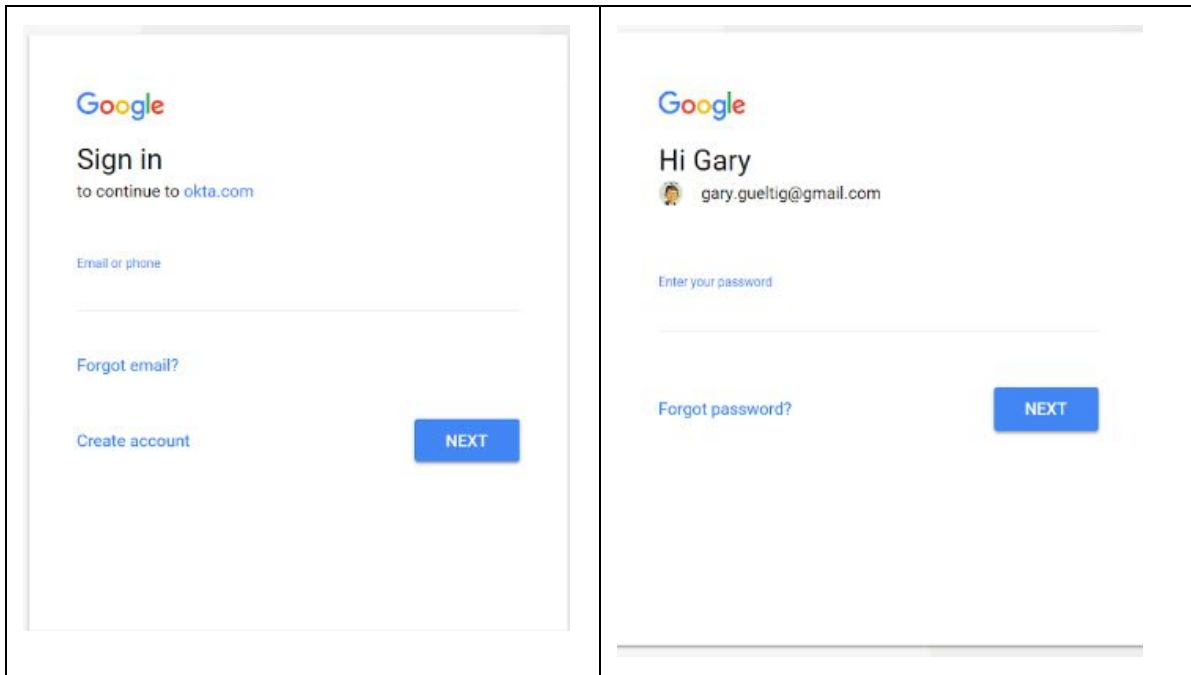 Google
Sign in
to continue to okta.com
Email or phone
Forgot email?
Create account
NEXT
Google
Hi Gary
gary.gueltig@gmail.com
Enter your password
Forgot password?
NEXT